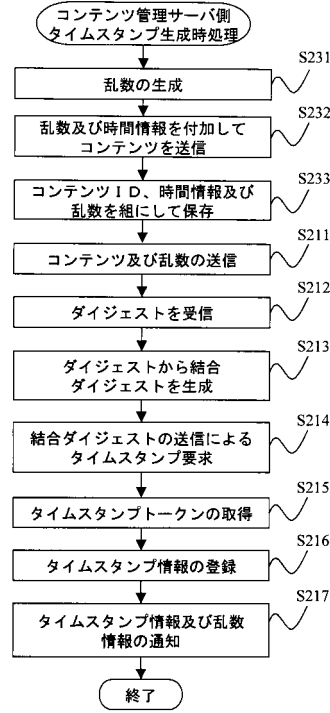 コンテンツ管理サーバ側
タイムスタンプ生成時処理
S231
乱数の生成
S232
乱数及び時間情報を付加して
コンテンツを送信
S233
コンテンツＩＤ、時間情報及び
乱数を組にして保存
S211
コンテンツ及び乱数の送信
S212
ダイジェストを受信
S213
ダイジェストから結合
ダイジェストを生成
S214
結合ダイジェストの送信による
タイムスタンプ要求
S215
タイムスタンプトークンの取得
S216
タイムスタンプ情報の登録
S217
タイムスタンプ情報及び乱数
情報の通知
終了